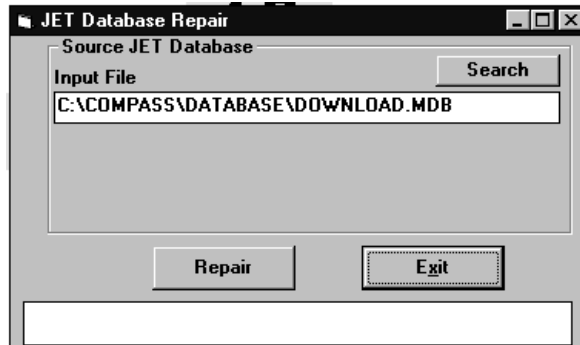 JET Database Repair
Source JET Database
Input File
Search
C:\COMPASS\DATABASE\DOWNLOAD.MDB
Repair
Exit